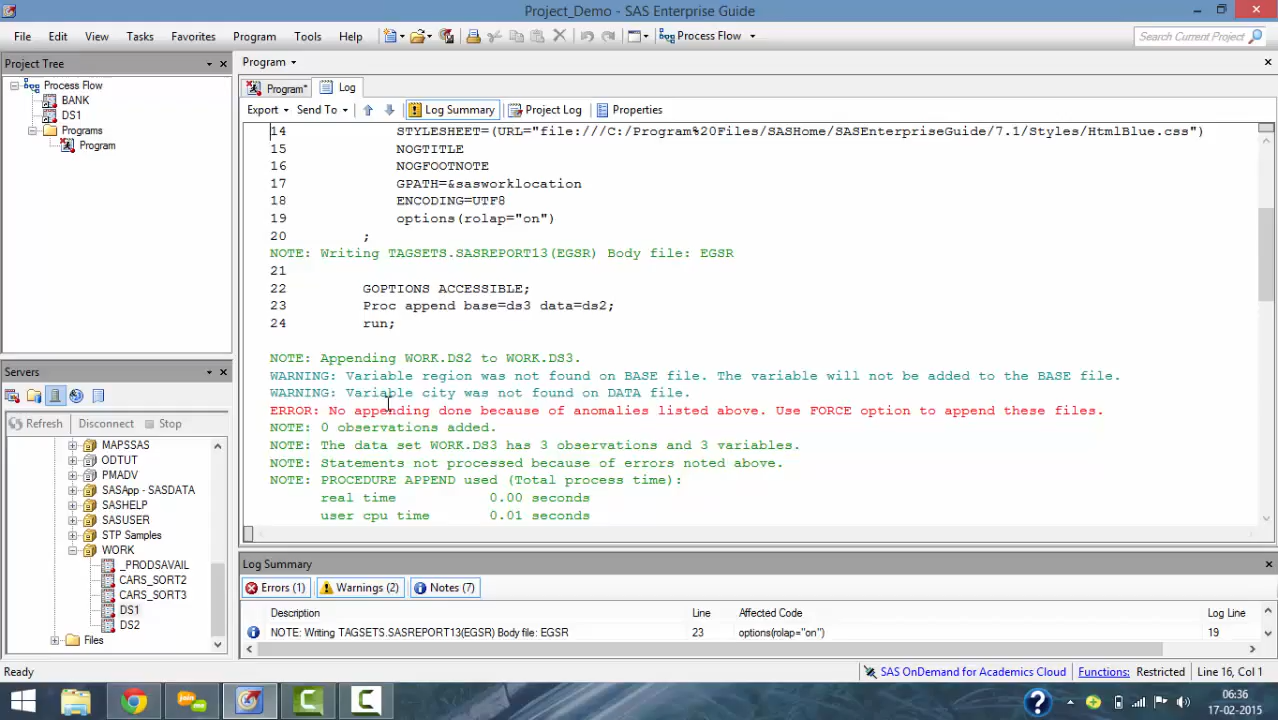 Project_Demo - SAS Enterprise Guide
File Edit View Tasks Favorites Program Tools Help Process Flow Search Current Project
Project Tree
Process Flow
BANK
DS1
Programs
Program
Servers
Refresh Disconnect Stop
MAPSSAS
ODTUT
PMADV
SASApp - SASDATA
SASHELP
SASUSER
STP Samples
WORK
_PRODSAVAIL
CARS_SORT2
CARS_SORT3
DS1
DS2
Files
Program
Program* Log
Export Send To Log Summary Project Log Properties
14 STYLESHEET=(URL="file:///C:/Program%20Files/SASHome/SASEnterpriseGuide/7.1/Styles/HtmlBlue.css")
15 NOGTITLE
16 NOGFOOTNOTE
17 GPATH=&sasworklocation
18 ENCODING=UTF8
19 options(rolap="on")
20 ;
NOTE: Writing TAGSETS.SASREPORT13(EGSR) Body file: EGSR
21
22 GOPTIONS ACCESSIBLE;
23 Proc append base=ds3 data=ds2;
24 run;
NOTE: Appending WORK.DS2 to WORK.DS3.
WARNING: Variable region was not found on BASE file. The variable will not be added to the BASE file.
WARNING: Variable city was not found on DATA file.
ERROR: No appending done because of anomalies listed above. Use FORCE option to append these files.
NOTE: 0 observations added.
NOTE: The data set WORK.DS3 has 3 observations and 3 variables.
NOTE: Statements not processed because of errors noted above.
NOTE: PROCEDURE APPEND used (Total process time):
real time 0.00 seconds
user cpu time 0.01 seconds
Log Summary
Errors (1) Warnings (2) Notes (7)
Description Line Affected Code Log Line
NOTE: Writing TAGSETS.SASREPORT13(EGSR) Body file: EGSR 23 options(rolap="on") 19
Ready SAS OnDemand for Academics Cloud Functions: Restricted Line 16, Col 1
join me
06:36
17-02-2015